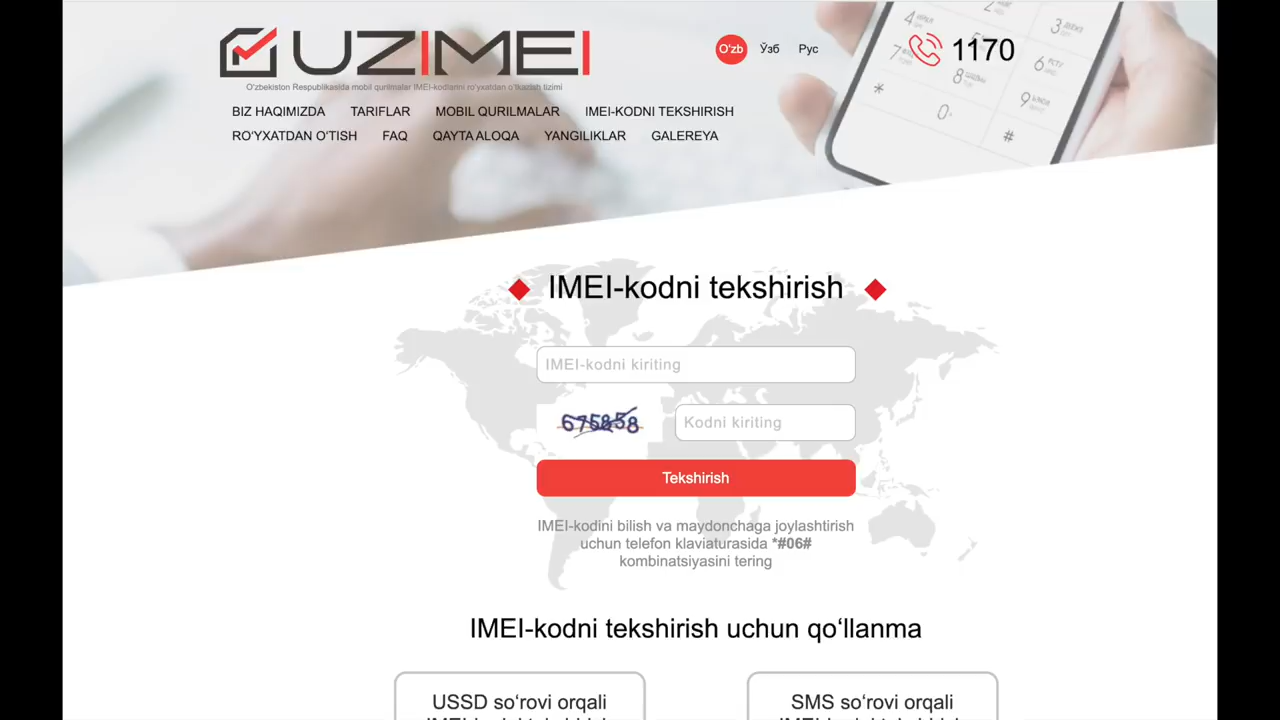 UZIMEI
O'zbekiston Respublikasida mobil qurilmalar IMEI-kodlarini ro'yxatdan o'tkazish tizimi
O'zb Ўзб Рус
1170
BIZ HAQIMIZDA TARIFLAR MOBIL QURILMALAR IMEI-KODNI TEKSHIRISH
RO‘YXATDAN O‘TISH FAQ QAYTA ALOQA YANGILIKLAR GALEREYA
IMEI-kodni tekshirish
IMEI-kodni kiriting
Kodni kiriting
Tekshirish
IMEI-kodini bilish va maydonchaga joylashtirish
uchun telefon klaviaturasida *#06#
kombinatsiyasini tering
IMEI-kodni tekshirish uchun qo‘llanma
USSD so‘rovi orqali
SMS so‘rovi orqali